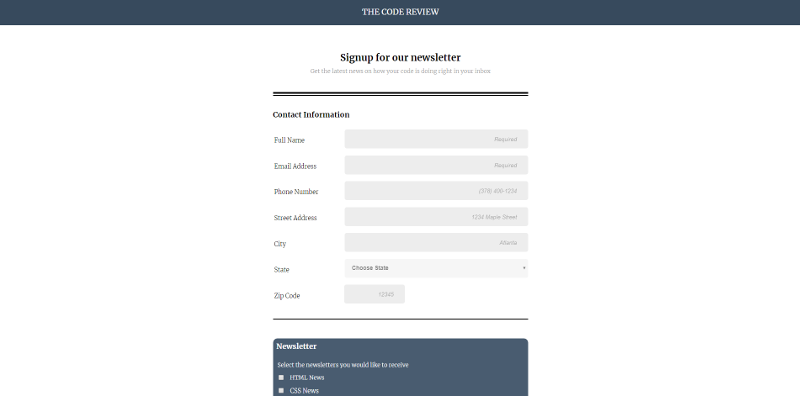 THE CODE REVIEW
Signup for our newsletter
Get the latest news on how your code is doing right in your inbox
Contact Information
Full Name Required
Email Address Required
Phone Number (378) 400-1234
Street Address 1234 Maple Street
City Atlanta
State Choose State
Zip Code 12345
Newsletter
Select the newsletters you would like to receive
HTML News
CSS News